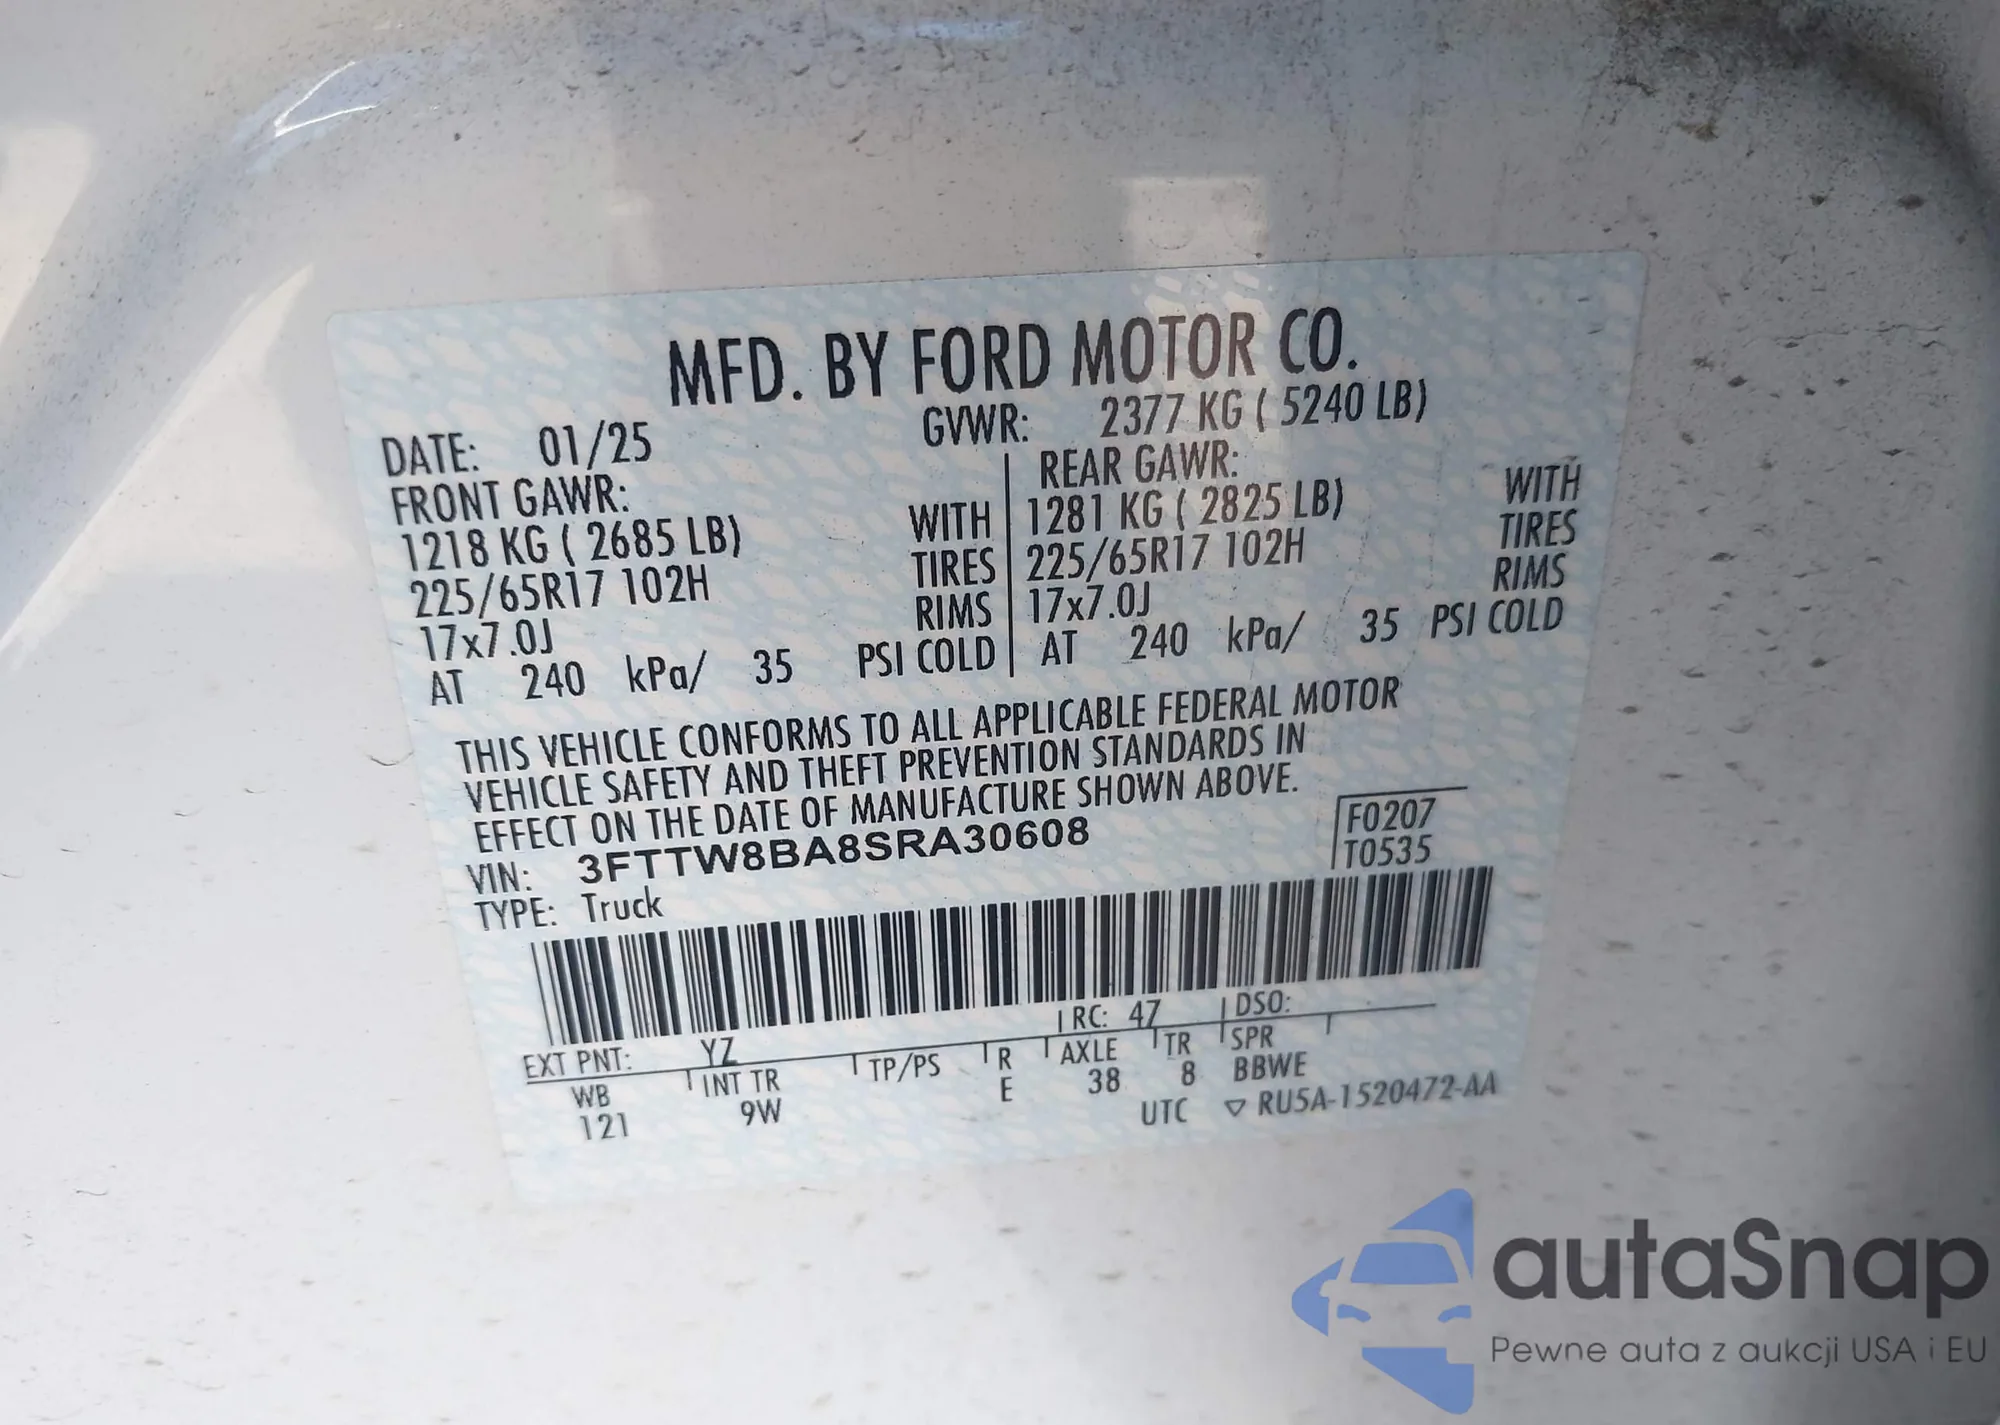 MFD. BY FORD MOTOR CO.
DATE: 01/25 GVWR: 2377 KG ( 5240 LB)
FRONT GAWR: REAR GAWR:
1218 KG ( 2685 LB) WITH 1281 KG ( 2825 LB) WITH
225/65R17 102H TIRES 225/65R17 102H TIRES
17x7.0J RIMS 17x7.0J RIMS
AT 240 kPa/ 35 PSI COLD AT 240 kPa/ 35 PSI COLD
THIS VEHICLE CONFORMS TO ALL APPLICABLE FEDERAL MOTOR
VEHICLE SAFETY AND THEFT PREVENTION STANDARDS IN
EFFECT ON THE DATE OF MANUFACTURE SHOWN ABOVE.
VIN: 3FTTW8BA8SRA30608 F0207
TYPE: Truck T0535
EXT PNT: YZ RC: 47 DSO:
WB INT TR TP/PS R AXLE TR SPR
121 9W E 38 8 BBWE
UTC ▽ RU5A-1520472-AA
autaSnap
Pewne auta z aukcji USA i EU